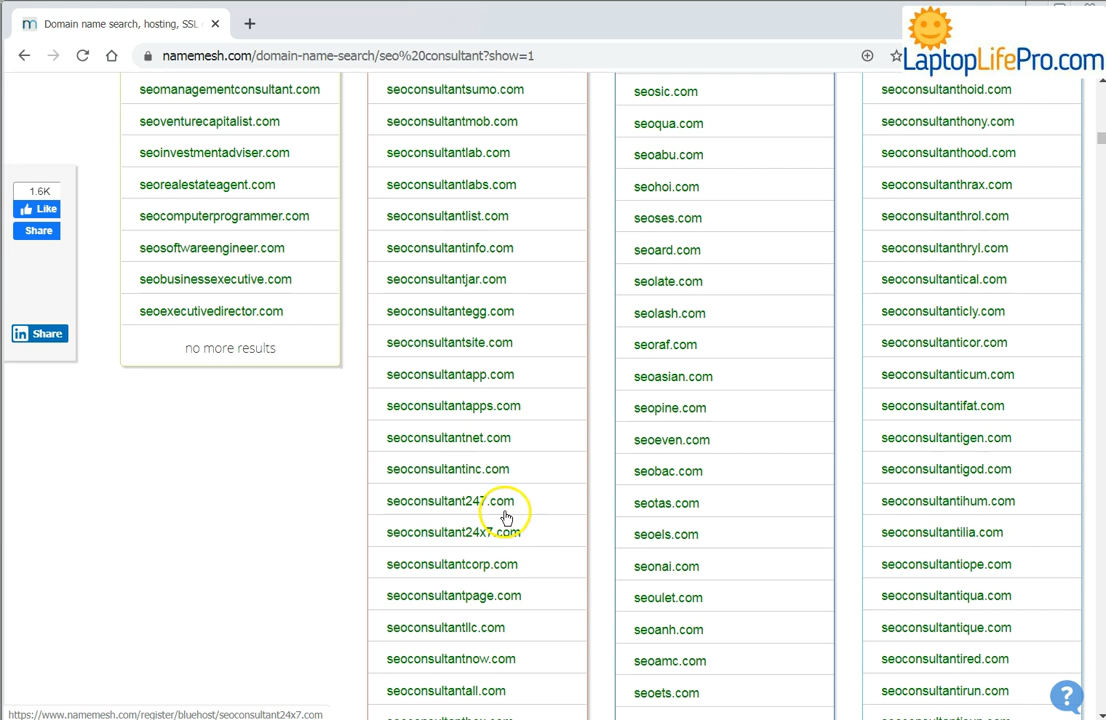 m Domain name search, hosting, SSL
namemesh.com/domain-name-search/seo%20consultant?show=1
LaptopLifePro.com
1.6K
Like
Share
in Share
seomanagementconsultant.com
seoventurecapitalist.com
seoinvestmentadviser.com
seorealestateagent.com
seocomputerprogrammer.com
seosoftwareengineer.com
seobusinessexecutive.com
seoexecutivedirector.com
no more results
seoconsultantsumo.com
seoconsultantmob.com
seoconsultantlab.com
seoconsultantlabs.com
seoconsultantlist.com
seoconsultantinfo.com
seoconsultantjar.com
seoconsultantegg.com
seoconsultantsite.com
seoconsultantapp.com
seoconsultantapps.com
seoconsultantnet.com
seoconsultantinc.com
seoconsultant247.com
seoconsultant24x7.com
seoconsultantcorp.com
seoconsultantpage.com
seoconsultantllc.com
seoconsultantnow.com
seoconsultantall.com
seosic.com
seoqua.com
seoabu.com
seohoi.com
seoses.com
seoard.com
seolate.com
seolash.com
seoraf.com
seoasian.com
seopine.com
seoeven.com
seobac.com
seotas.com
seoels.com
seonai.com
seoulet.com
seoanh.com
seoamc.com
seoets.com
seoconsultanthoid.com
seoconsultanthony.com
seoconsultanthood.com
seoconsultanthrax.com
seoconsultanthrol.com
seoconsultanthryl.com
seoconsultantical.com
seoconsultanticly.com
seoconsultanticor.com
seoconsultanticum.com
seoconsultantifat.com
seoconsultantigen.com
seoconsultantigod.com
seoconsultantihum.com
seoconsultantilia.com
seoconsultantiope.com
seoconsultantiqua.com
seoconsultantique.com
seoconsultantired.com
seoconsultantirun.com
?
https://www.namemesh.com/register/bluehost/seoconsultant24x7.com